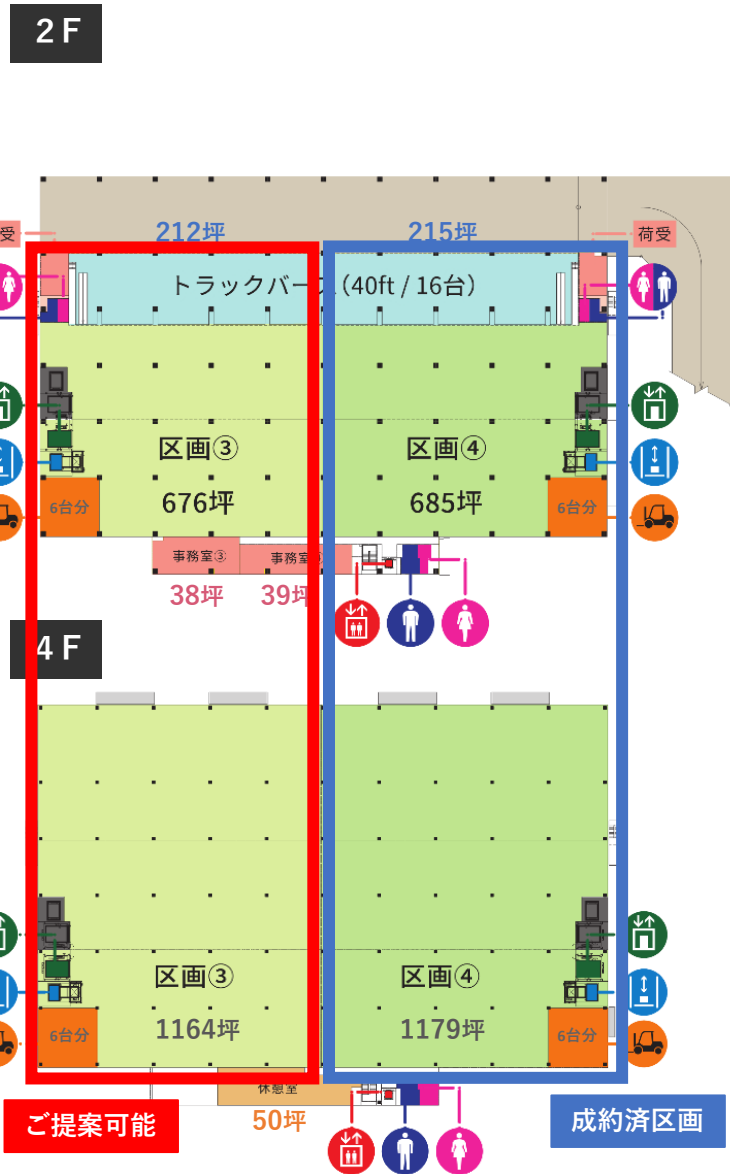 ２Ｆ
212坪
215坪
受
荷受
トラックバース（40ft / 16台）
区画③
区画④
676坪
685坪
6台分
6台分
事務室③
事務室
38坪
39坪
４Ｆ
区画③
区画④
1164坪
1179坪
6台分
6台分
休憩室
50坪
ご提案可能
成約済区画